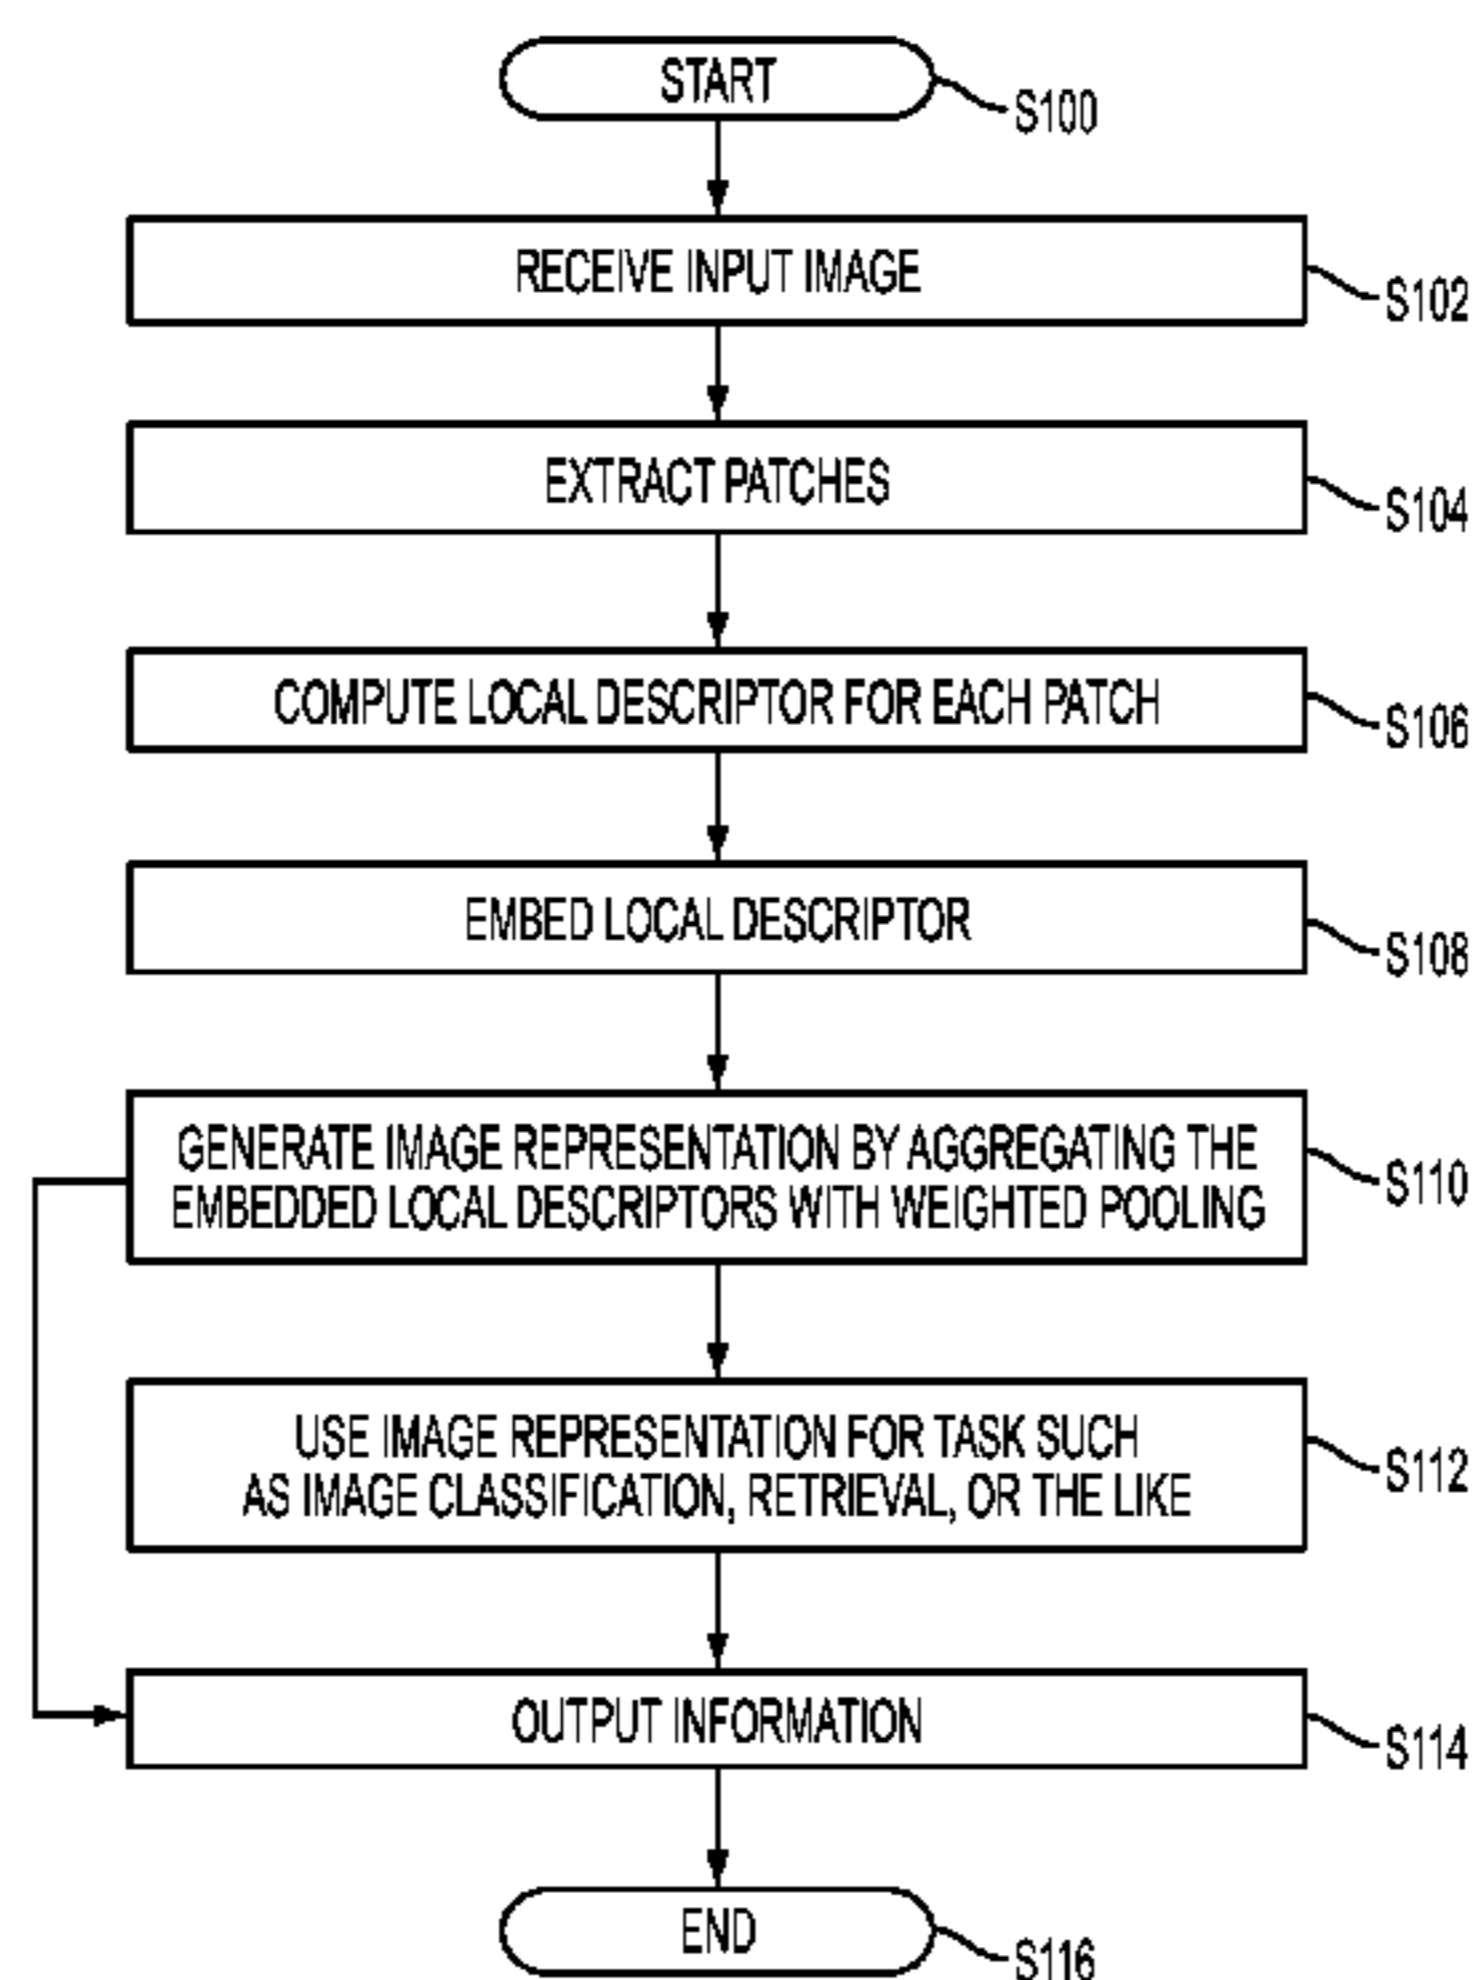 START
S100
RECEIVE INPUT IMAGE
S102
EXTRACT PATCHES
S104
COMPUTE LOCAL DESCRIPTOR FOR EACH PATCH
S106
EMBED LOCAL DESCRIPTOR
S108
GENERATE IMAGE REPRESENTATION BY AGGREGATING THE
EMBEDDED LOCAL DESCRIPTORS WITH WEIGHTED POOLING
S110
USE IMAGE REPRESENTATION FOR TASK SUCH
AS IMAGE CLASSIFICATION, RETRIEVAL, OR THE LIKE
S112
OUTPUT INFORMATION
S114
END
S116